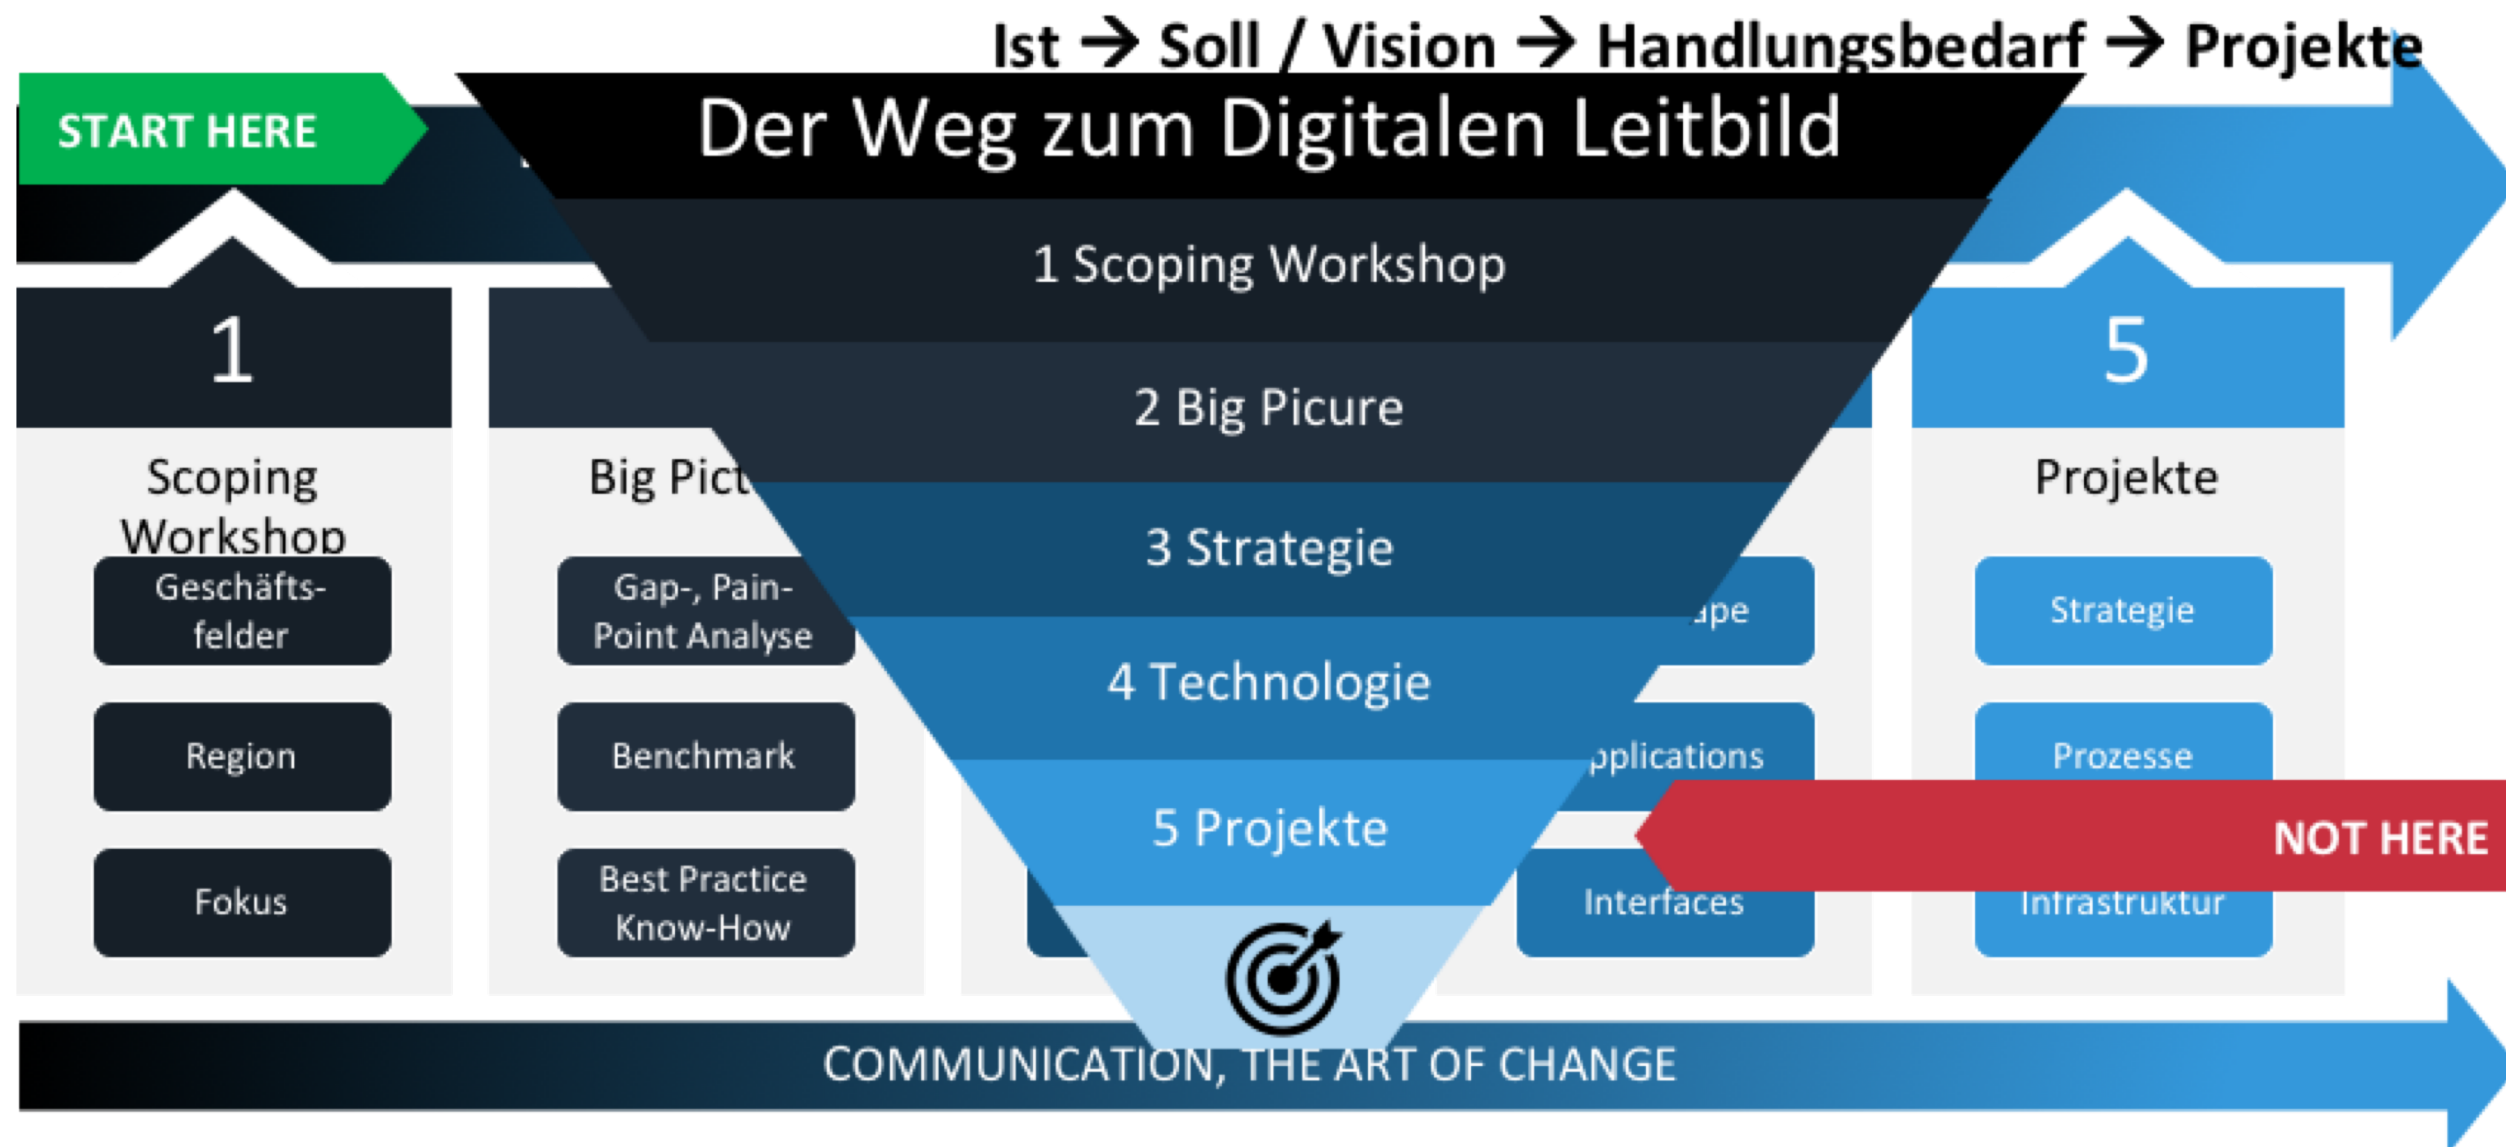 Ist → Soll / Vision → Handlungsbedarf → Projekte
START HERE
Der Weg zum Digitalen Leitbild
1 Scoping Workshop
2 Big Picure
3 Strategie
4 Technologie
5 Projekte
1
Scoping
Workshop
Geschäfts-
felder
Region
Fokus
Big Pict
Gap-, Pain-
Point Analyse
Benchmark
Best Practice
Know-How
pplications
Interfaces
5
Projekte
Strategie
Prozesse
Infrastruktur
NOT HERE
COMMUNICATION, THE ART OF CHANGE